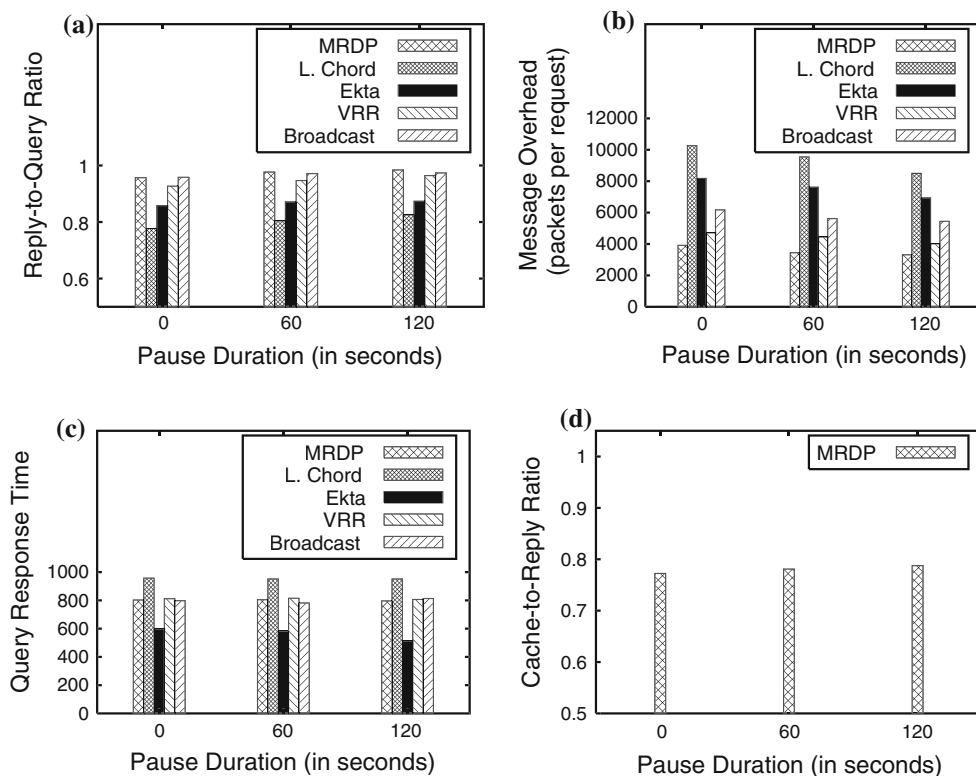 (a)
Reply-to-Query Ratio
1
0.8
0.6
MRDP
L. Chord
Ekta
VRR
Broadcast
0 60 120
Pause Duration (in seconds)
(b)
Message Overhead
(packets per request)
12000
10000
8000
6000
4000
2000
0
MRDP
L. Chord
Ekta
VRR
Broadcast
0 60 120
Pause Duration (in seconds)
(c)
Query Response Time
1000
800
600
400
200
0
MRDP
L. Chord
Ekta
VRR
Broadcast
0 60 120
Pause Duration (in seconds)
(d)
Cache-to-Reply Ratio
1
0.9
0.8
0.7
0.6
0.5
MRDP
0 60 120
Pause Duration (in seconds)